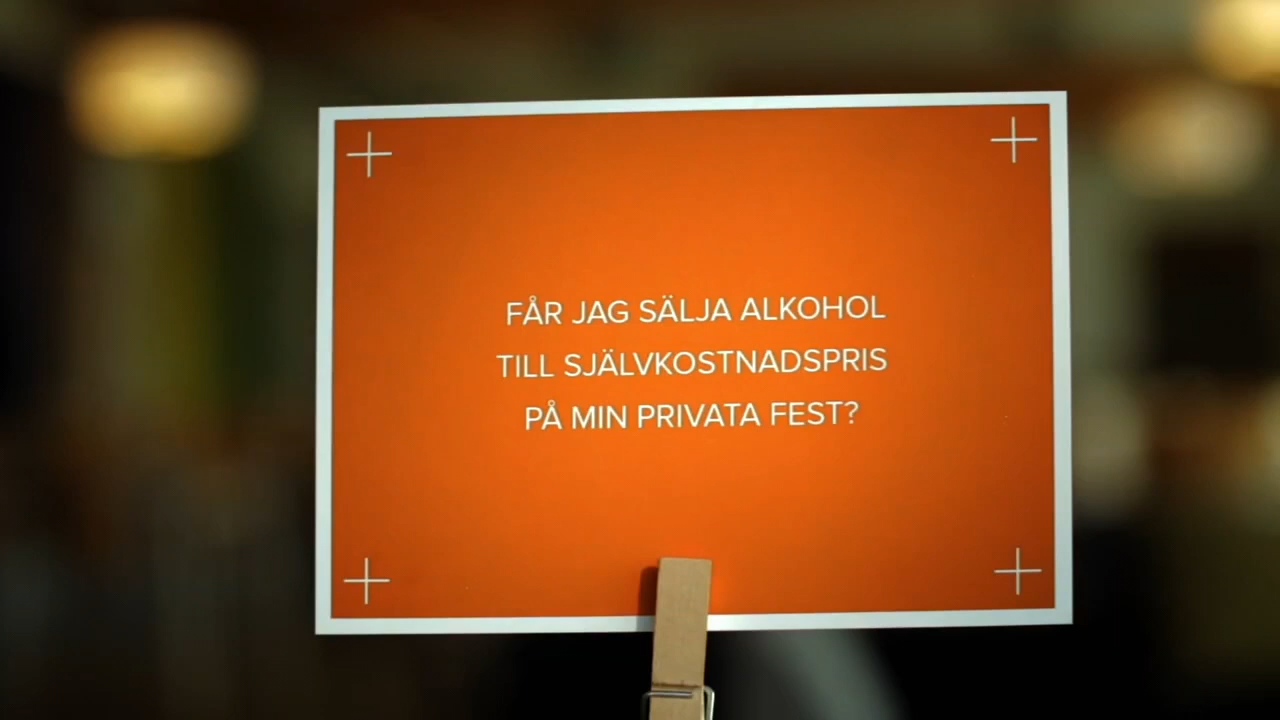 FÅR JAG SÄLJA ALKOHOL
TILL SJÄLVKOSTNADSPRIS
PÅ MIN PRIVATA FEST?